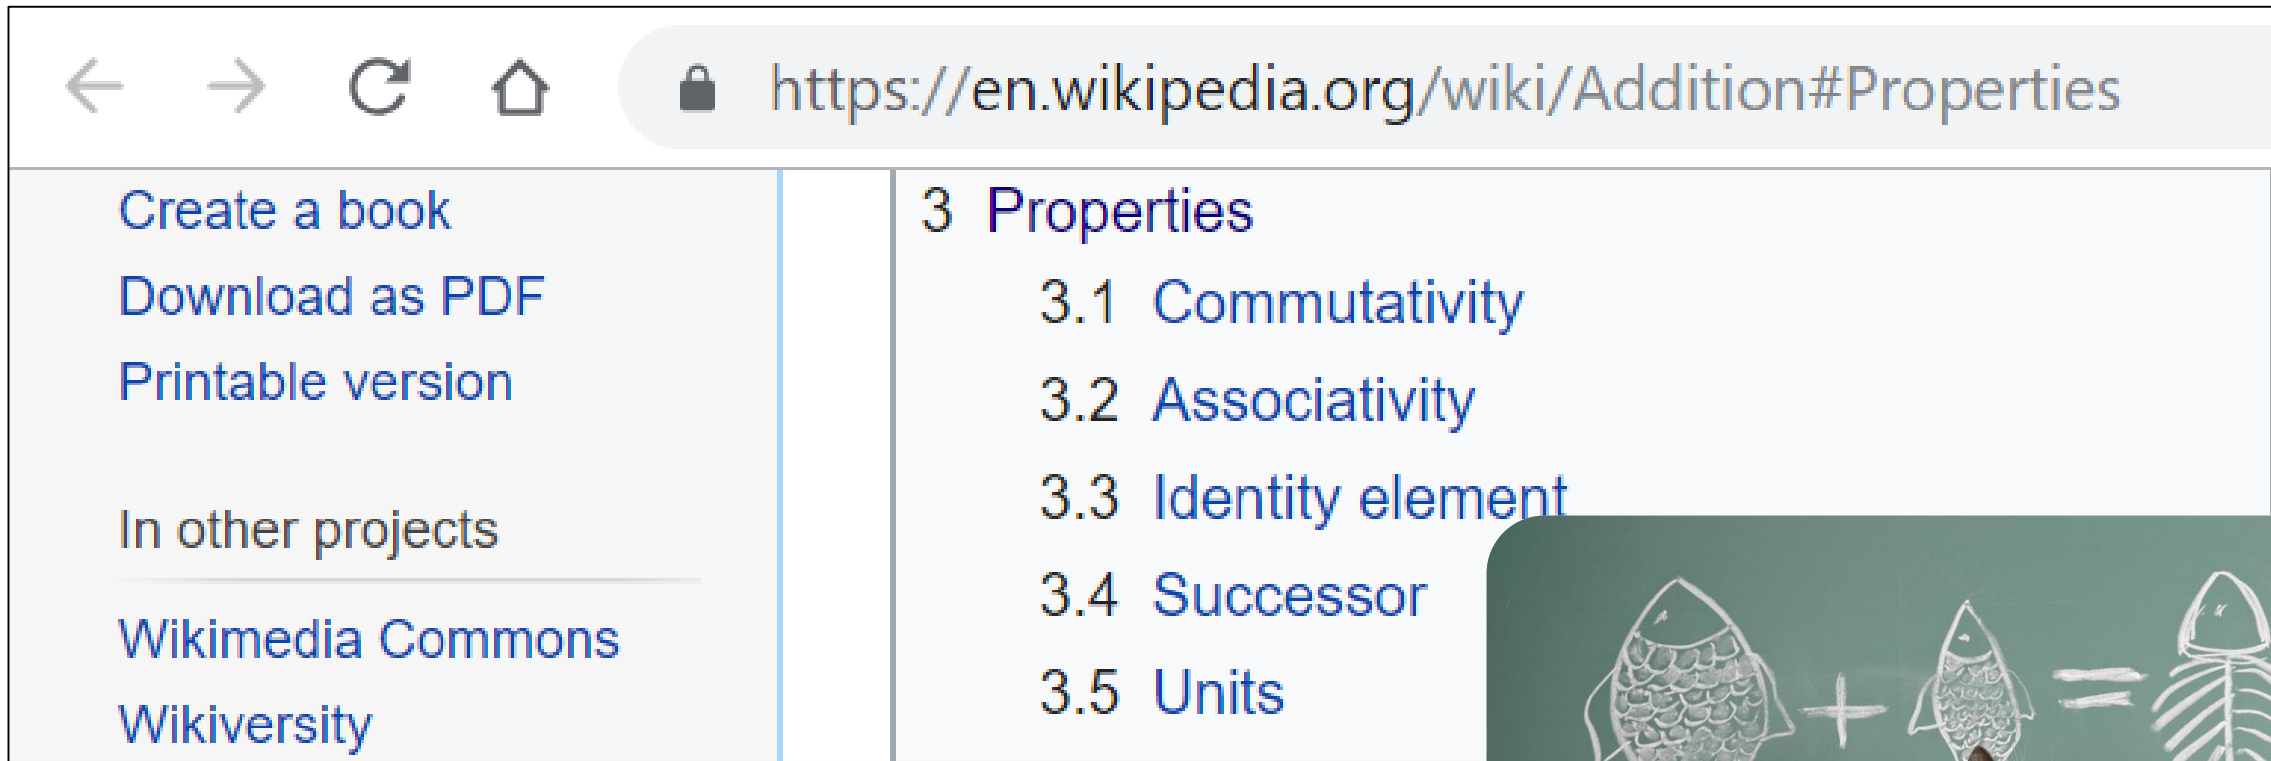 https://en.wikipedia.org/wiki/Addition#Properties
Create a book
Download as PDF
Printable version
In other projects
Wikimedia Commons
Wikiversity
3 Properties
3.1 Commutativity
3.2 Associativity
3.3 Identity element
3.4 Successor
3.5 Units
+ =